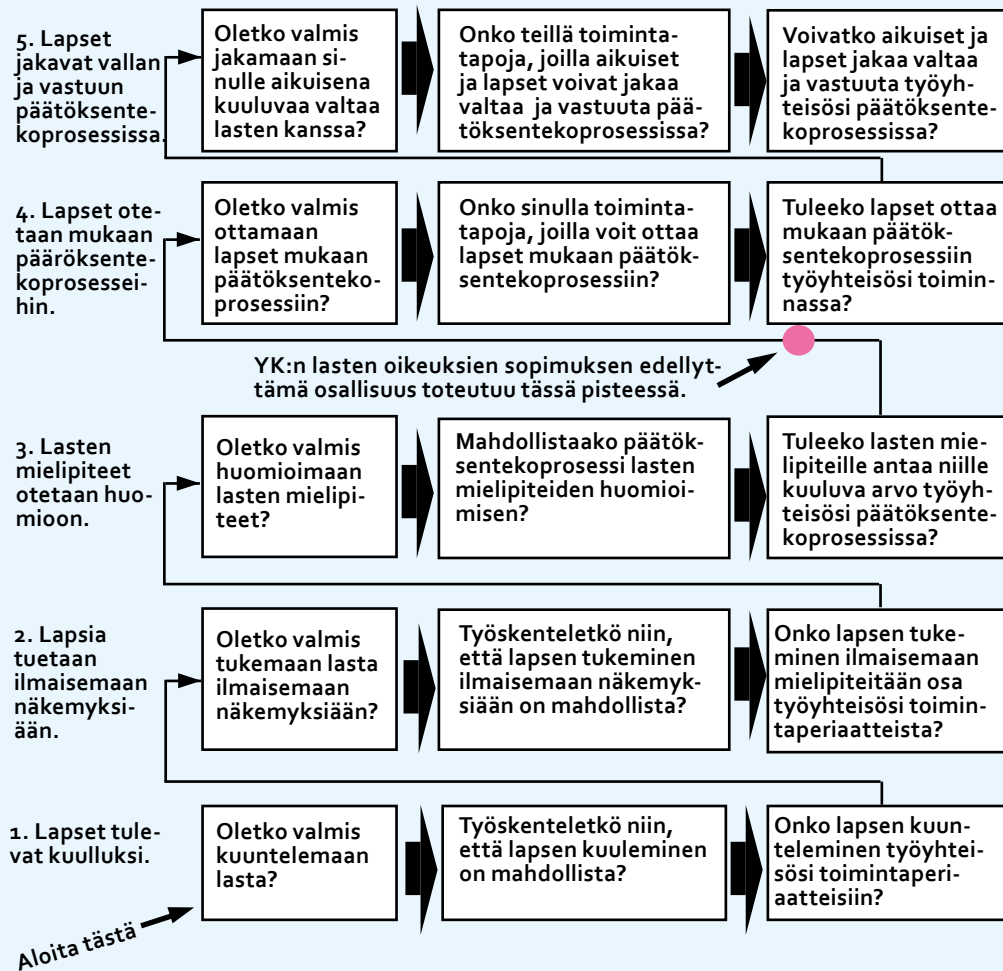 5. Lapset
jakavat vallan
ja vastuun
päätöksente-
koprosessissa.
Oletko valmis
jakamaan si-
nulle aikuisena
kuuluvaa valtaa
lasten kanssa?
Onko teillä toiminta-
tapoja, joilla aikuiset
ja lapset voivat jakaa
valtaa ja vastuuta pää-
töksentekoprosessissa?
Voivatko aikuiset ja
lapset jakaa valtaa
ja vastuuta työyh-
teisösi päätöksente-
koprosessissa?
4. Lapset ote-
taan mukaan
pääröksente-
koprosessei-
hin.
Oletko valmis
ottamaan
lapset mukaan
päätöksenteko-
prosessiin?
Onko sinulla toiminta-
tapoja, joilla voit ottaa
lapset mukaan päätök-
sentekoprosessiin?
Tuleeko lapset ottaa
mukaan päätök-
sentekoprosessiin
työyhteisösi toimin-
nassa?
YK:n lasten oikeuksien sopimuksen edellyt-
tämä osallisuus toteutuu tässä pisteessä.
3. Lasten
mielipiteet
otetaan huo-
mioon.
Oletko valmis
huomioimaan
lasten mielipi-
teet?
Mahdollistaako päätök-
sentekoprosessi lasten
mielipiteiden huomioi-
misen?
Tuleeko lasten mie-
lipiteille antaa niille
kuuluva arvo työyh-
teisösi päätöksente-
koprosessissa?
2. Lapsia
tuetaan
ilmaisemaan
näkemyksi-
ään.
Oletko valmis
tukemaan lasta
ilmaisemaan
näkemyksiään?
Työskenteletkö niin,
että lapsen tukeminen
ilmaisemaan näkemyk-
siään on mahdollista?
Onko lapsen tuke-
minen ilmaisemaan
mielipiteitään osa
työyhteisösi toimin-
taperiaatteista?
1. Lapset tule-
vat kuulluksi.
Oletko valmis
kuuntelemaan
lasta?
Työskenteletkö niin,
että lapsen kuuleminen
on mahdollista?
Onko lapsen kuun-
teleminen työyhtei-
sösi toimintaperi-
aatteisiin?
Aloita tästä